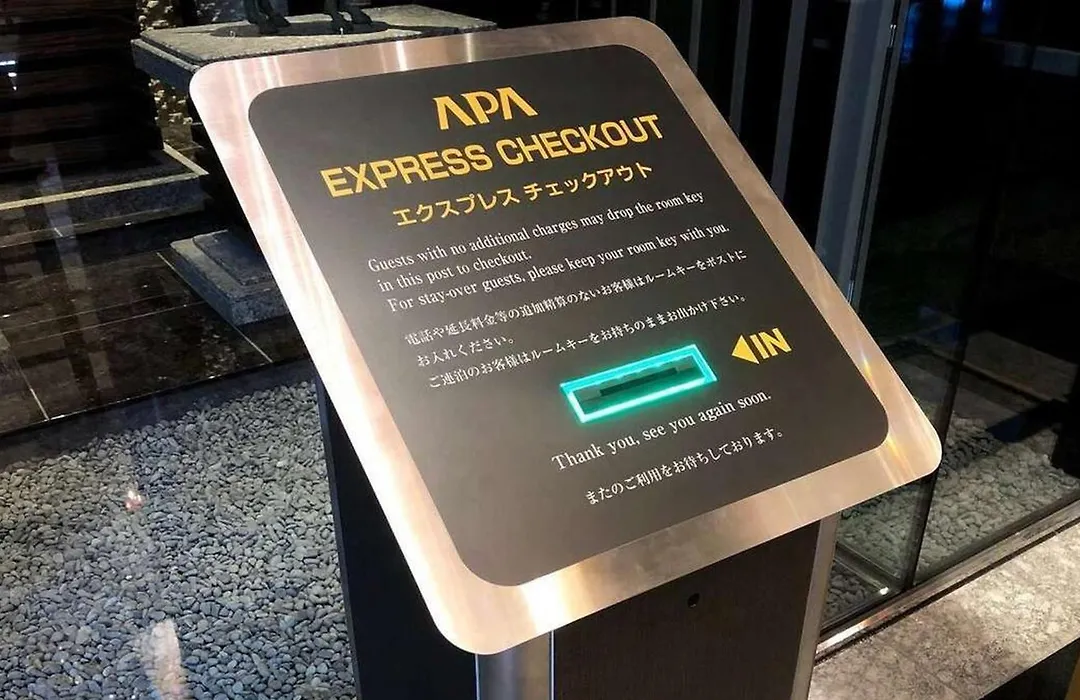 APA
EXPRESS CHECKOUT
エクスプレス チェックアウト
Guests with no additional charges may drop the room key
in this post to checkout.
For stay-over guests, please keep your room key with you.
電話や延長料金等の追加精算のないお客様はルームキーをポストに
お入れください。
ご連泊のお客様はルームキーをお持ちのままお出かけ下さい。
◀IN
Thank you, see you again soon.
またのご利用をお待ちしております。